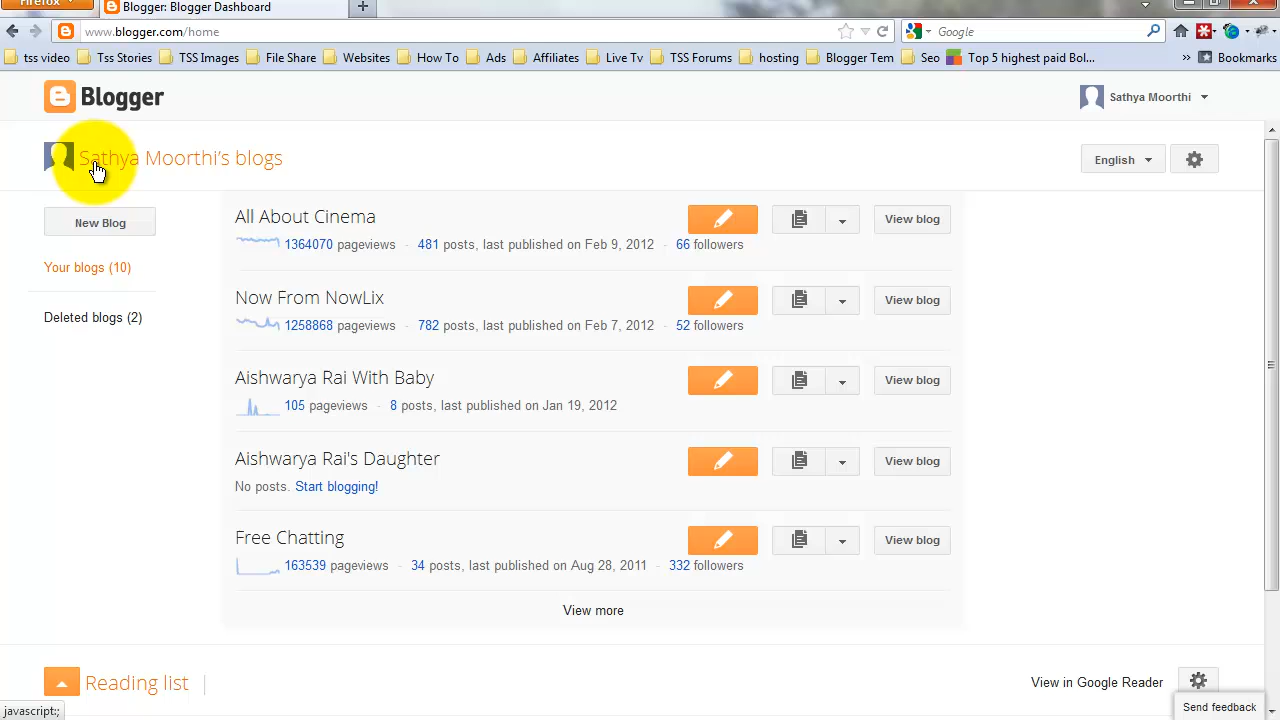 Firefox
Blogger: Blogger Dashboard
www.blogger.com/home
Google
tss video TSS Stories TSS Images File Share Websites How To Ads Affiliates Live Tv TSS Forums hosting Blogger Tem Seo Top 5 highest paid Bol... » Bookmarks
Blogger
Sathya Moorthi
Sathya Moorthi's blogs
English
New Blog
Your blogs (10)
Deleted blogs (2)
All About Cinema
View blog
1364070 pageviews - 481 posts, last published on Feb 9, 2012 - 66 followers
Now From NowLix
View blog
1258868 pageviews - 782 posts, last published on Feb 7, 2012 - 52 followers
Aishwarya Rai With Baby
View blog
105 pageviews - 8 posts, last published on Jan 19, 2012
Aishwarya Rai's Daughter
View blog
No posts. Start blogging!
Free Chatting
View blog
163539 pageviews - 34 posts, last published on Aug 28, 2011 - 332 followers
View more
Reading list
View in Google Reader
Send feedback
javascript:;